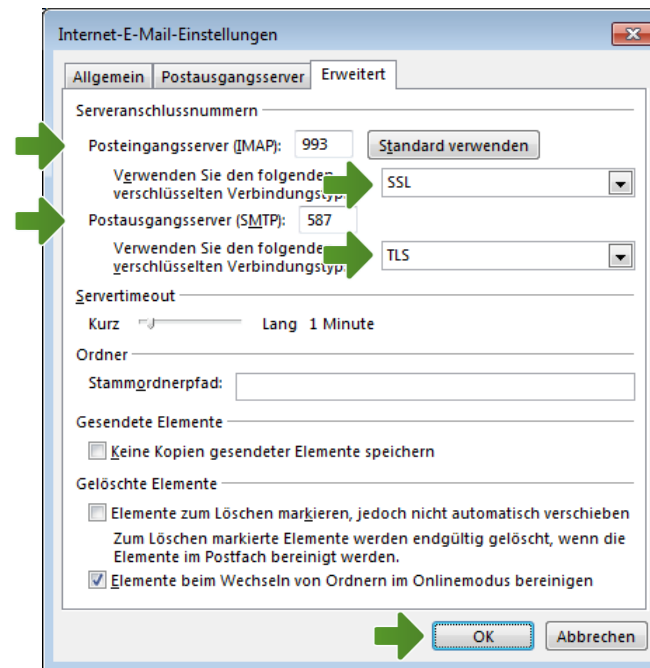 Internet-E-Mail-Einstellungen
Allgemein Postausgangsserver Erweitert
Serveranschlussnummern
Posteingangsserver (IMAP): 993 Standard verwenden
Verwenden Sie den folgenden SSL
verschlüsselten Verbindungstyp:
Postausgangsserver (SMTP): 587
Verwenden Sie den folgenden TLS
verschlüsselten Verbindungstyp:
Servertimeout
Kurz Lang 1 Minute
Ordner
Stammordnerpfad:
Gesendete Elemente
Keine Kopien gesendeter Elemente speichern
Gelöschte Elemente
Elemente zum Löschen markieren, jedoch nicht automatisch verschieben
Zum Löschen markierte Elemente werden endgültig gelöscht, wenn die
Elemente im Postfach bereinigt werden.
Elemente beim Wechseln von Ordnern im Onlinemodus bereinigen
OK Abbrechen